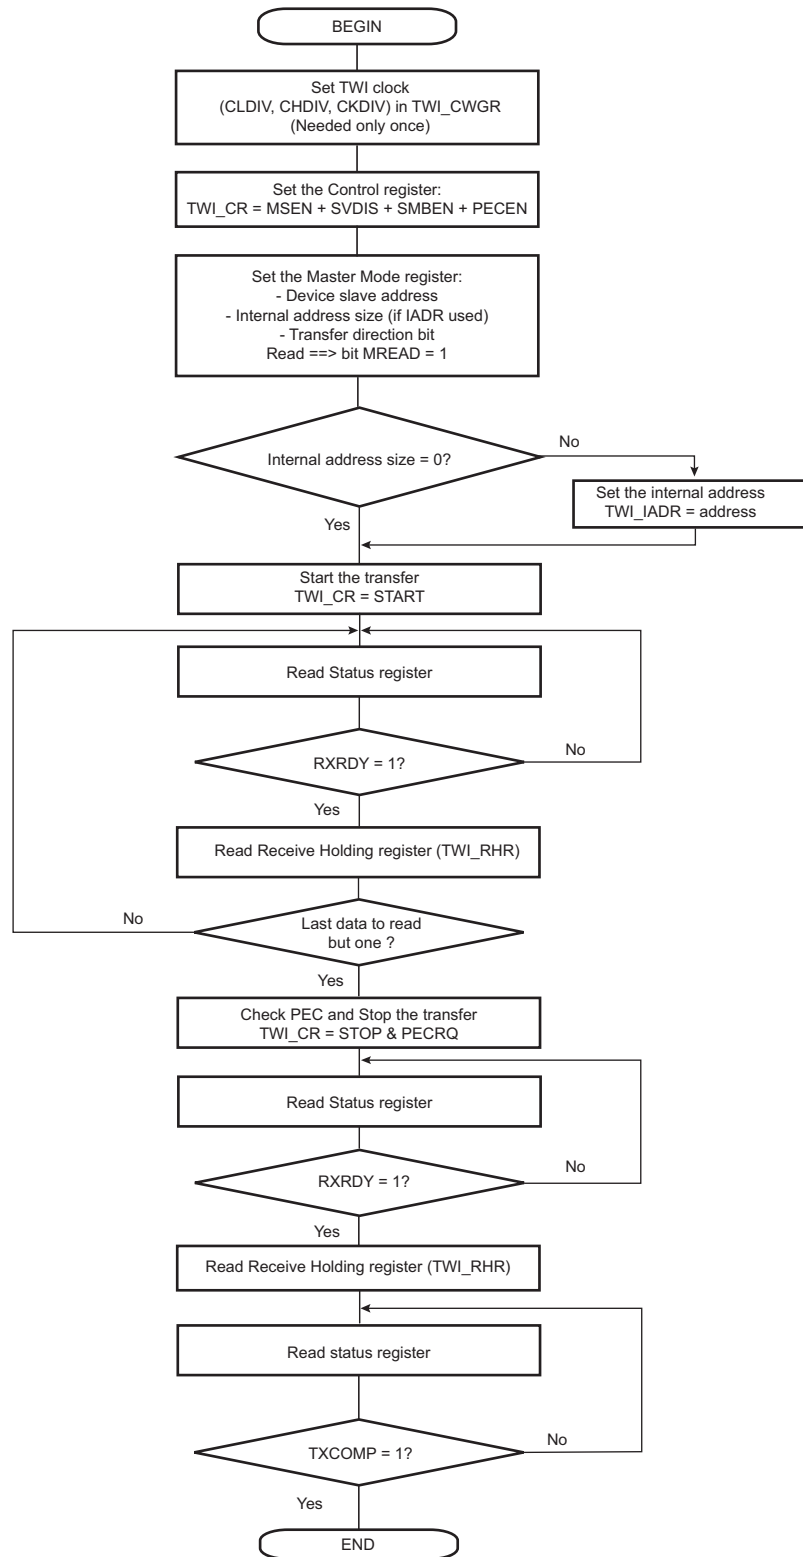 BEGIN
Set TWI clock
(CLDIV, CHDIV, CKDIV) in TWI_CWGR
(Needed only once)
Set the Control register:
TWI_CR = MSEN + SVDIS + SMBEN + PECEN
Set the Master Mode register:
- Device slave address
- Internal address size (if IADR used)
- Transfer direction bit
Read ==> bit MREAD = 1
Internal address size = 0?
No
Set the internal address
TWI_IADR = address
Yes
Start the transfer
TWI_CR = START
Read Status register
RXRDY = 1?
No
Yes
Read Receive Holding register (TWI_RHR)
No
Last data to read
but one ?
Yes
Check PEC and Stop the transfer
TWI_CR = STOP & PECRQ
Read Status register
RXRDY = 1?
No
Yes
Read Receive Holding register (TWI_RHR)
Read status register
TXCOMP = 1?
No
Yes
END